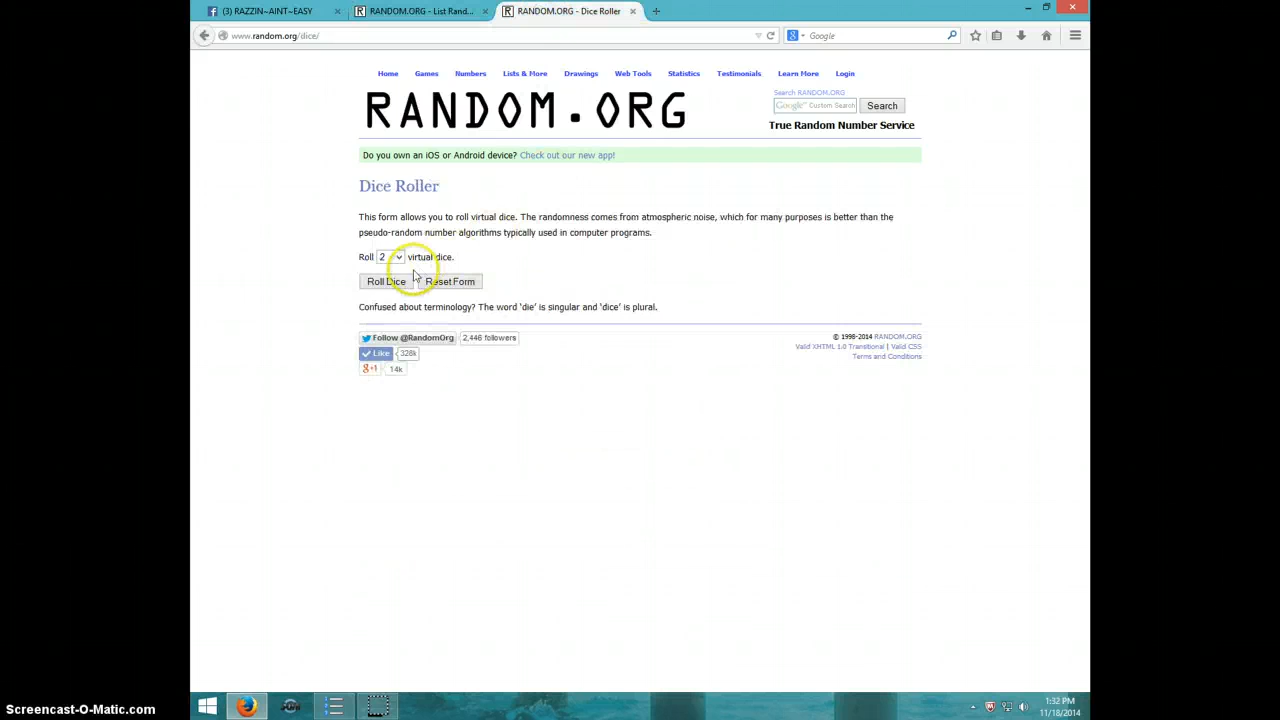 (3) RAZZIN~AINT~EASY
RANDOM.ORG - List Rand...
RANDOM.ORG - Dice Roller
www.random.org/dice/
Google
Home Games Numbers Lists & More Drawings Web Tools Statistics Testimonials Learn More Login
RANDOM.ORG
Search RANDOM.ORG
Google™ Custom Search Search
True Random Number Service
Do you own an iOS or Android device? Check out our new app!
Dice Roller
This form allows you to roll virtual dice. The randomness comes from atmospheric noise, which for many purposes is better than the
pseudo-random number algorithms typically used in computer programs.
Roll 2 virtual dice.
Roll Dice Reset Form
Confused about terminology? The word ‘die’ is singular and ‘dice’ is plural.
Follow @RandomOrg 2,446 followers
Like 328k
g+1 14k
© 1998-2014 RANDOM.ORG
Valid XHTML 1.0 Transitional | Valid CSS
Terms and Conditions
1:32 PM
11/18/2014
Screencast-O-Matic.com